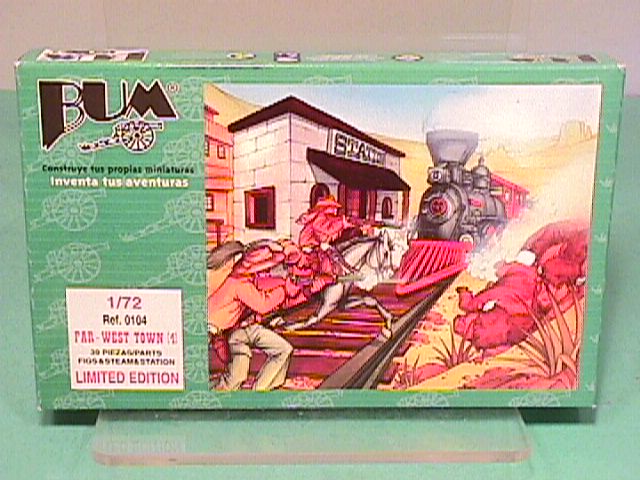 BUM®
Construye tus propias miniaturas
Inventa tus aventuras
1/72
Ref. 0104
FAR-WEST TOWN (4)
39 PIEZAS/PARTS
FIGS&STEAM&STATION
LIMITED EDITION